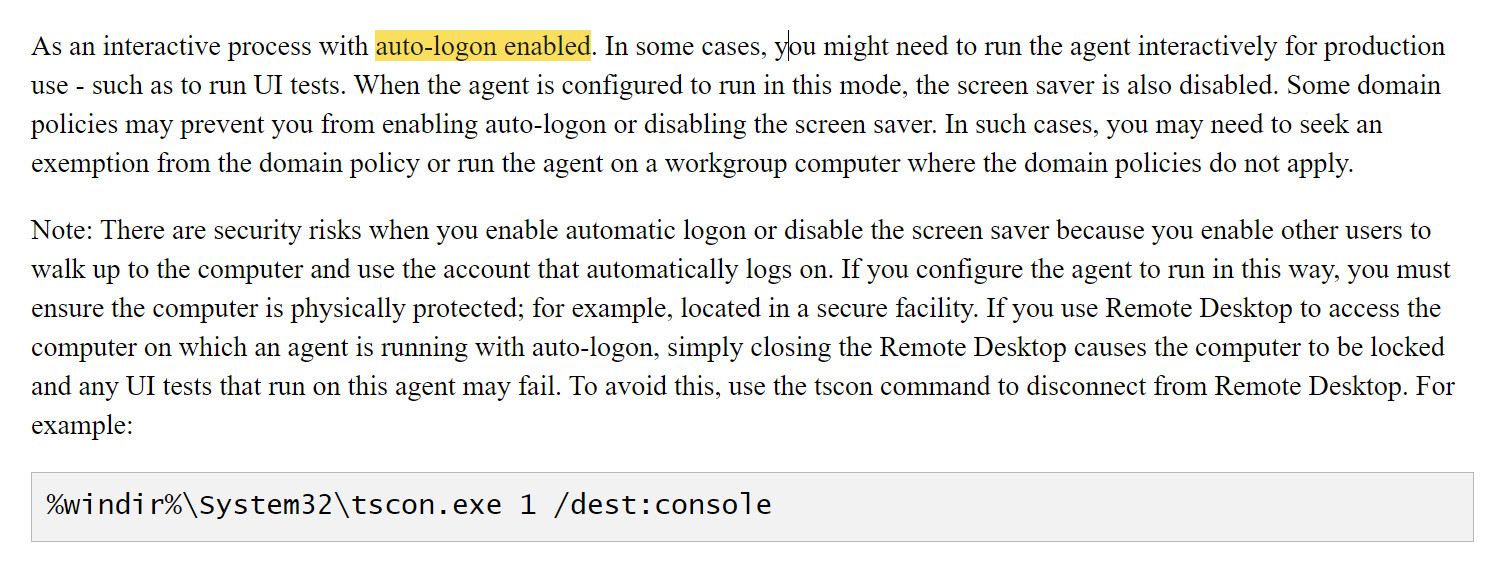 As an interactive process with auto-logon enabled. In some cases, you might need to run the agent interactively for production
use - such as to run UI tests. When the agent is configured to run in this mode, the screen saver is also disabled. Some domain
policies may prevent you from enabling auto-logon or disabling the screen saver. In such cases, you may need to seek an
exemption from the domain policy or run the agent on a workgroup computer where the domain policies do not apply.
Note: There are security risks when you enable automatic logon or disable the screen saver because you enable other users to
walk up to the computer and use the account that automatically logs on. If you configure the agent to run in this way, you must
ensure the computer is physically protected; for example, located in a secure facility. If you use Remote Desktop to access the
computer on which an agent is running with auto-logon, simply closing the Remote Desktop causes the computer to be locked
and any UI tests that run on this agent may fail. To avoid this, use the tscon command to disconnect from Remote Desktop. For
example:
%windir%\System32\tscon.exe 1 /dest:console